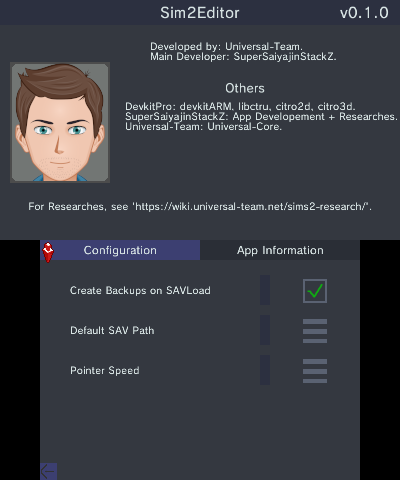 Sim2Editor
v0.1.0
Developed by: Universal-Team.
Main Developer: SuperSaiyajinStackZ.
Others
DevkitPro: devkitARM, libctru, citro2d, citro3d.
SuperSaiyajinStackZ: App Developement + Researches.
Universal-Team: Universal-Core.
For Researches, see 'https://wiki.universal-team.net/sims2-research/'.
Configuration
App Information
Create Backups on SAVLoad
Default SAV Path
Pointer Speed